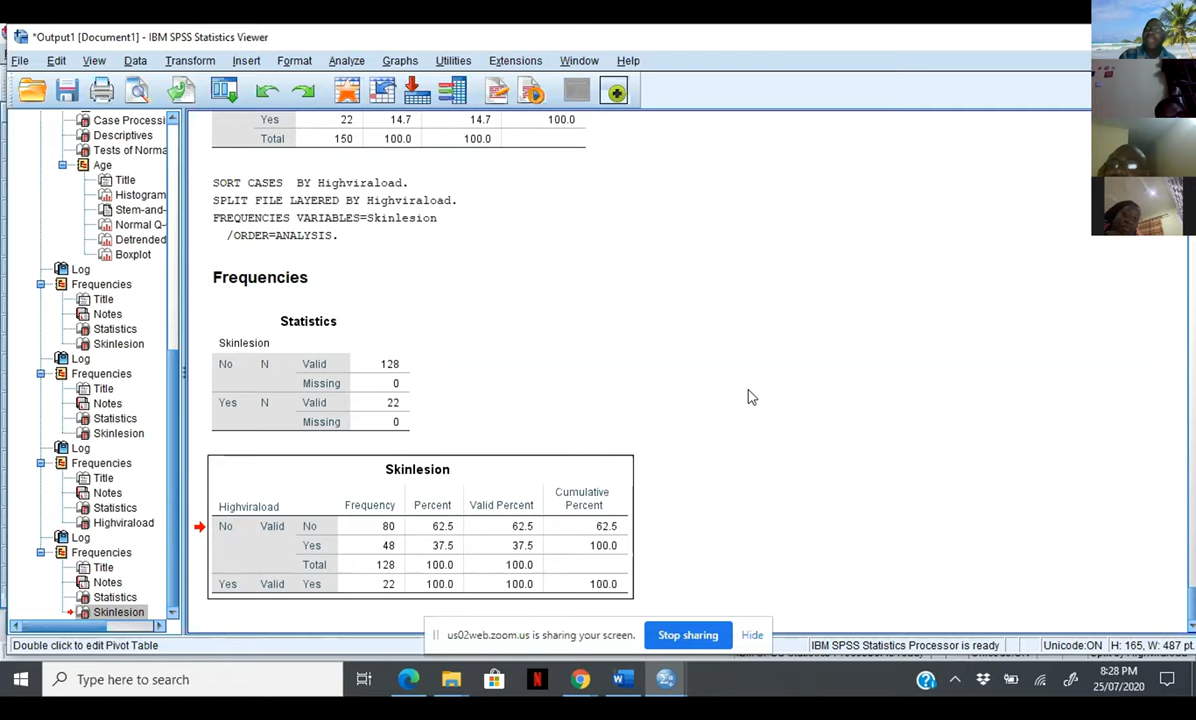 *Output1 [Document1] - IBM SPSS Statistics Viewer
File Edit View Data Transform Insert Format Analyze Graphs Utilities Extensions Window Help
Case Processi
Descriptives
Tests of Norma
Age
Title
Histogram
Stem-and-
Normal Q-
Detrended
Boxplot
Log
Frequencies
Title
Notes
Statistics
Skinlesion
Log
Frequencies
Title
Notes
Statistics
Skinlesion
Log
Frequencies
Title
Notes
Statistics
Highviraload
Log
Frequencies
Title
Notes
Statistics
Skinlesion
Yes 22 14.7 14.7 100.0
Total 150 100.0 100.0
SORT CASES BY Highviraload.
SPLIT FILE LAYERED BY Highviraload.
FREQUENCIES VARIABLES=Skinlesion
/ORDER=ANALYSIS.
Frequencies
Statistics
Skinlesion
No N Valid 128
Missing 0
Yes N Valid 22
Missing 0
Skinlesion
Highviraload Frequency Percent Valid Percent Cumulative Percent
No Valid No 80 62.5 62.5 62.5
Yes 48 37.5 37.5 100.0
Total 128 100.0 100.0
Yes Valid Yes 22 100.0 100.0 100.0
us02web.zoom.us is sharing your screen. Stop sharing Hide
Double click to edit Pivot Table IBM SPSS Statistics Processor is ready Unicode:ON H: 165, W: 487 pt.
Type here to search 8:28 PM
25/07/2020